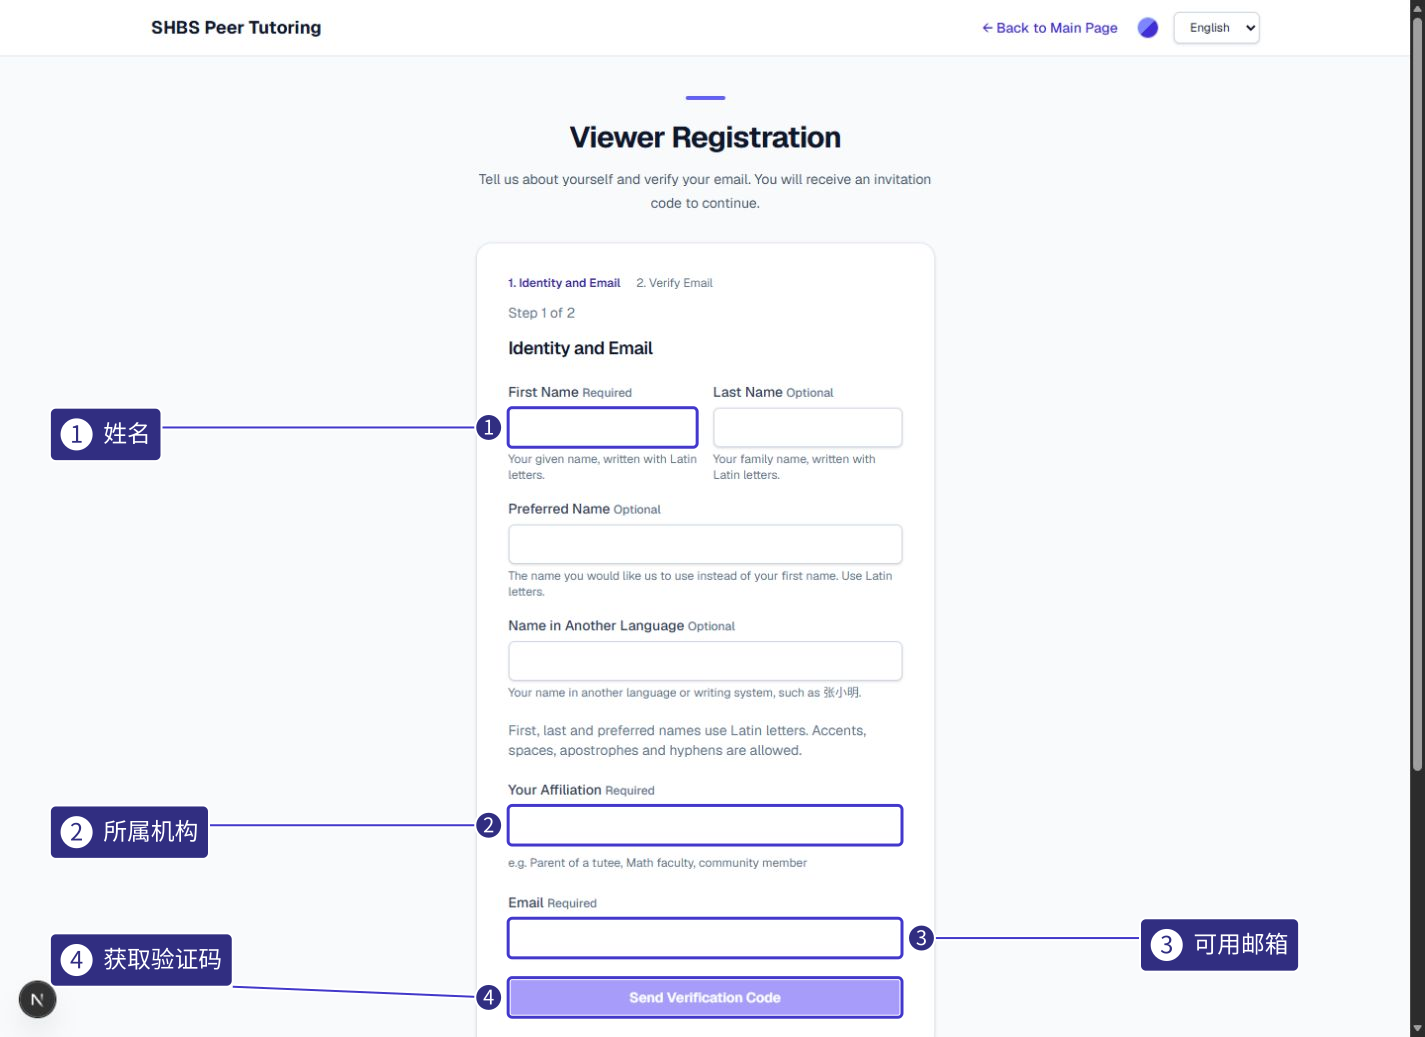 SHBS Peer Tutoring
← Back to Main Page
English
Viewer Registration
Tell us about yourself and verify your email. You will receive an invitation
code to continue.
1. Identity and Email
2. Verify Email
Step 1 of 2
Identity and Email
First Name Required
Last Name Optional
1 姓名
1
Your given name, written with Latin
letters.
Your family name, written with
Latin letters.
Preferred Name Optional
The name you would like us to use instead of your first name. Use Latin
letters.
Name in Another Language Optional
Your name in another language or writing system, such as 张小明.
First, last and preferred names use Latin letters. Accents,
spaces, apostrophes and hyphens are allowed.
Your Affiliation Required
2 所属机构
2
e.g. Parent of a tutee, Math faculty, community member
Email Required
3
3 可用邮箱
4 获取验证码
4
Send Verification Code
N